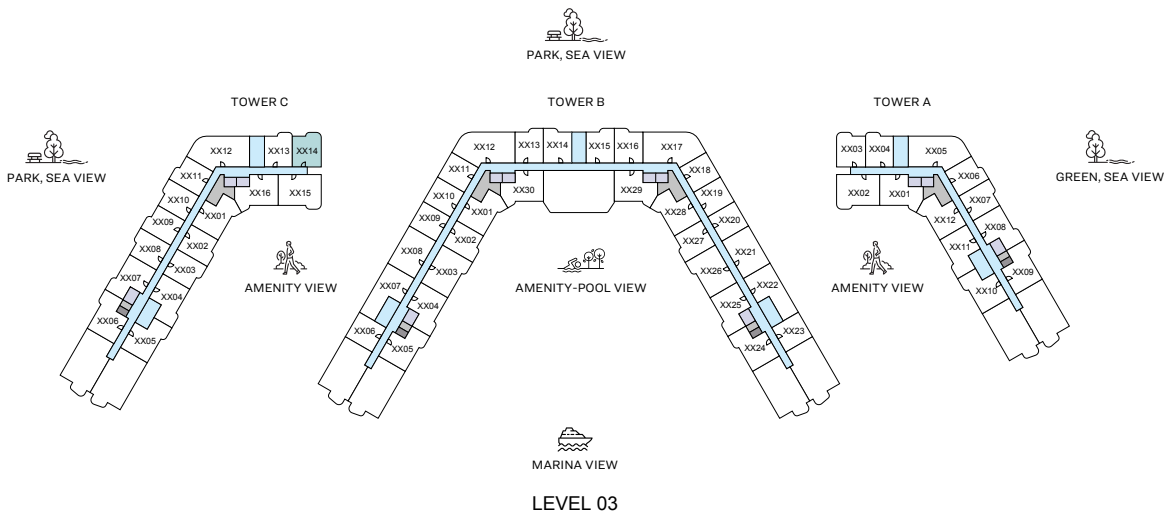 PARK, SEA VIEW
TOWER C
TOWER B
TOWER A
PARK, SEA VIEW
GREEN, SEA VIEW
XX12
XX13
XX14
XX11
XX10
XX09
XX08
XX07
XX06
XX16
XX15
XX01
XX02
XX03
XX04
XX05
XX12
XX13
XX14
XX15
XX16
XX17
XX11
XX10
XX09
XX08
XX07
XX06
XX30
XX29
XX01
XX02
XX03
XX04
XX05
XX18
XX19
XX20
XX21
XX22
XX23
XX28
XX27
XX26
XX25
XX24
XX03
XX04
XX05
XX02
XX01
XX06
XX07
XX08
XX09
XX12
XX11
XX10
AMENITY VIEW
AMENITY-POOL VIEW
AMENITY VIEW
MARINA VIEW
LEVEL 03